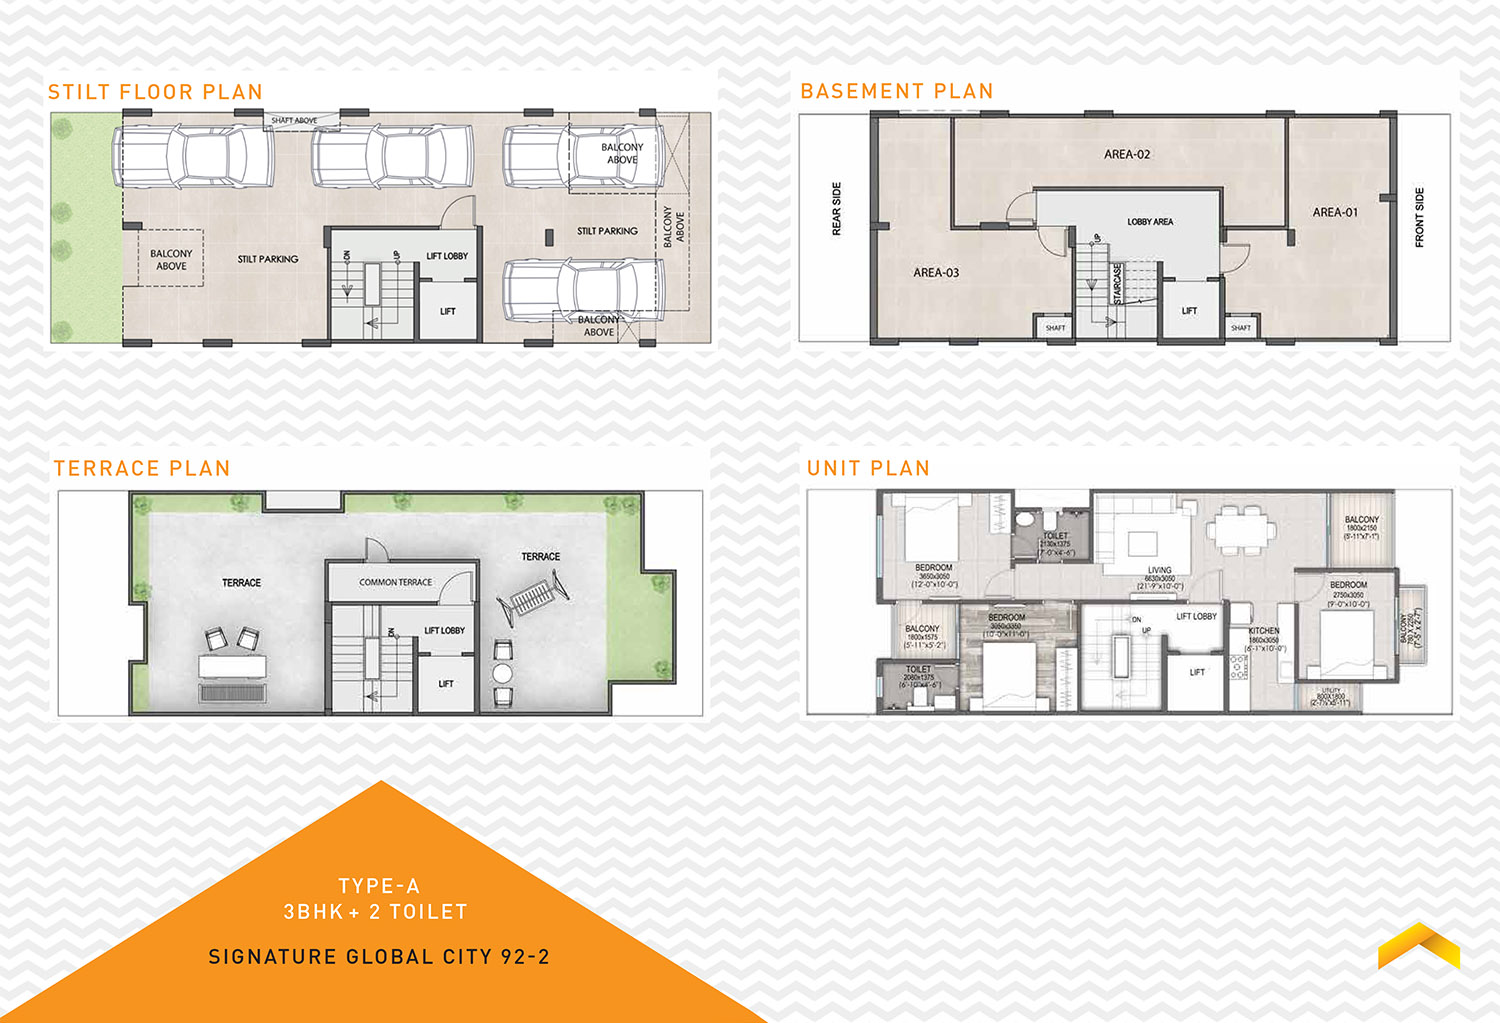 STILT FLOOR PLAN
SHAFT ABOVE
BALCONY
ABOVE
BALCONY
ABOVE
STILT PARKING
BALCONY
ABOVE
STILT PARKING
DN
UP
LIFT LOBBY
LIFT
BALCONY
ABOVE
BASEMENT PLAN
REAR SIDE
AREA-02
LOBBY AREA
AREA-01
FRONT SIDE
AREA-03
UP
STAIRCASE
LIFT
SHAFT
SHAFT
TERRACE PLAN
TERRACE
TERRACE
COMMON TERRACE
DN
LIFT LOBBY
LIFT
UNIT PLAN
BEDROOM
3650x3050
(12'-0"x10'-0")
TOILET
2130x1375
(7'-0"x4'-6")
LIVING
6630x3050
(21'-9"x10'-0")
BALCONY
1800x2150
(5'-11"x7'-1")
BEDROOM
2750x3050
(9'-0"x10'-0")
BALCONY
780 X 2250
(7'-5" x 2'-7")
BALCONY
1800x1575
(5'-11"x5'-2")
BEDROOM
3050x3350
(10'-0"x11'-0")
DN
UP
LIFT LOBBY
LIFT
KITCHEN
1860x3050
(6'-1"x10'-0")
TOILET
2080x1375
(6'-10"x4'-6")
UTILITY
800X1800
(2'-7½"x5'-11")
TYPE-A
3BHK + 2 TOILET
SIGNATURE GLOBAL CITY 92-2